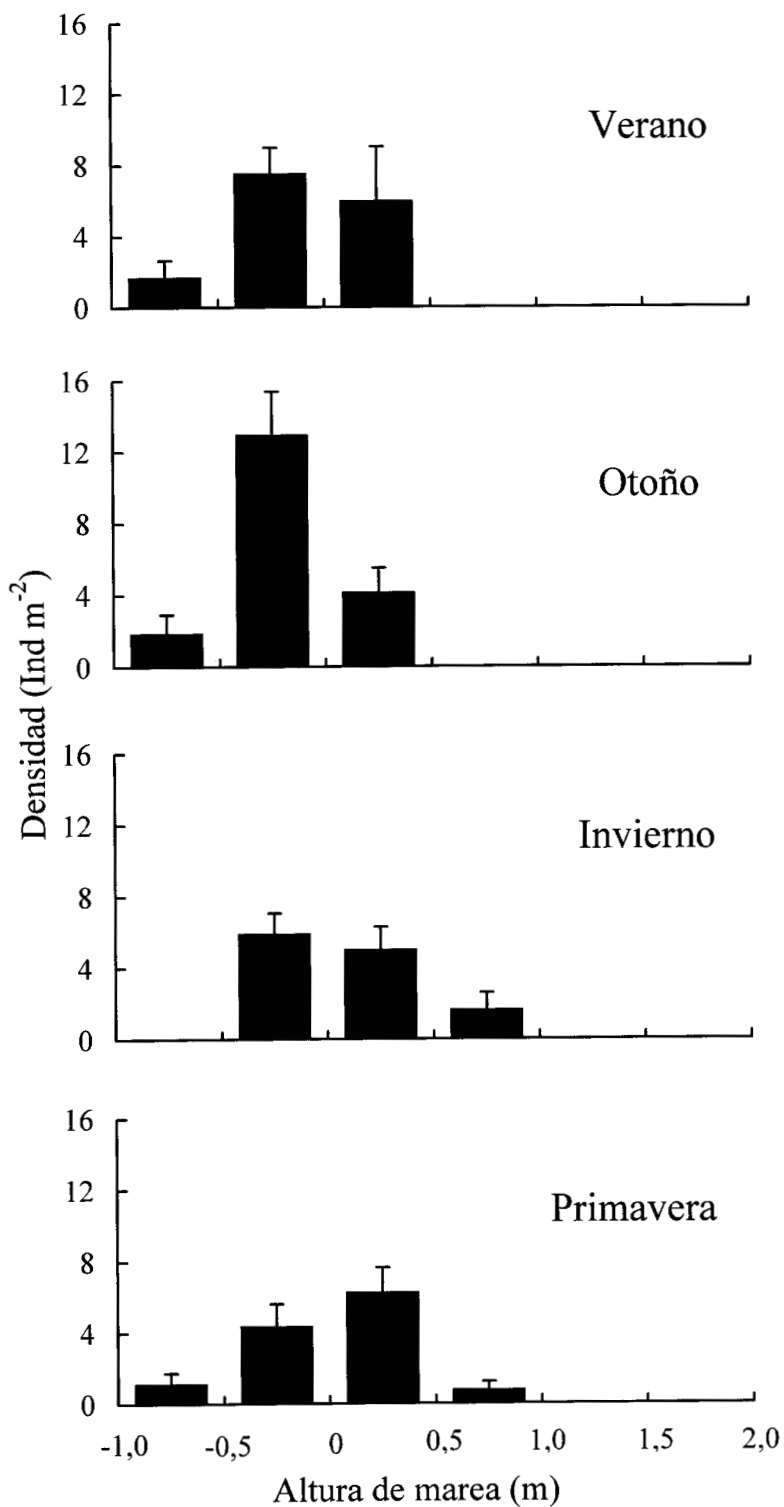 16
12
8
4
0
Verano
16
12
8
4
0
Otoño
16
12
8
4
0
Invierno
16
12
8
4
0
Primavera
Densidad (Ind m⁻²)
-1,0 -0,5 0 0,5 1,0 1,5 2,0
Altura de marea (m)